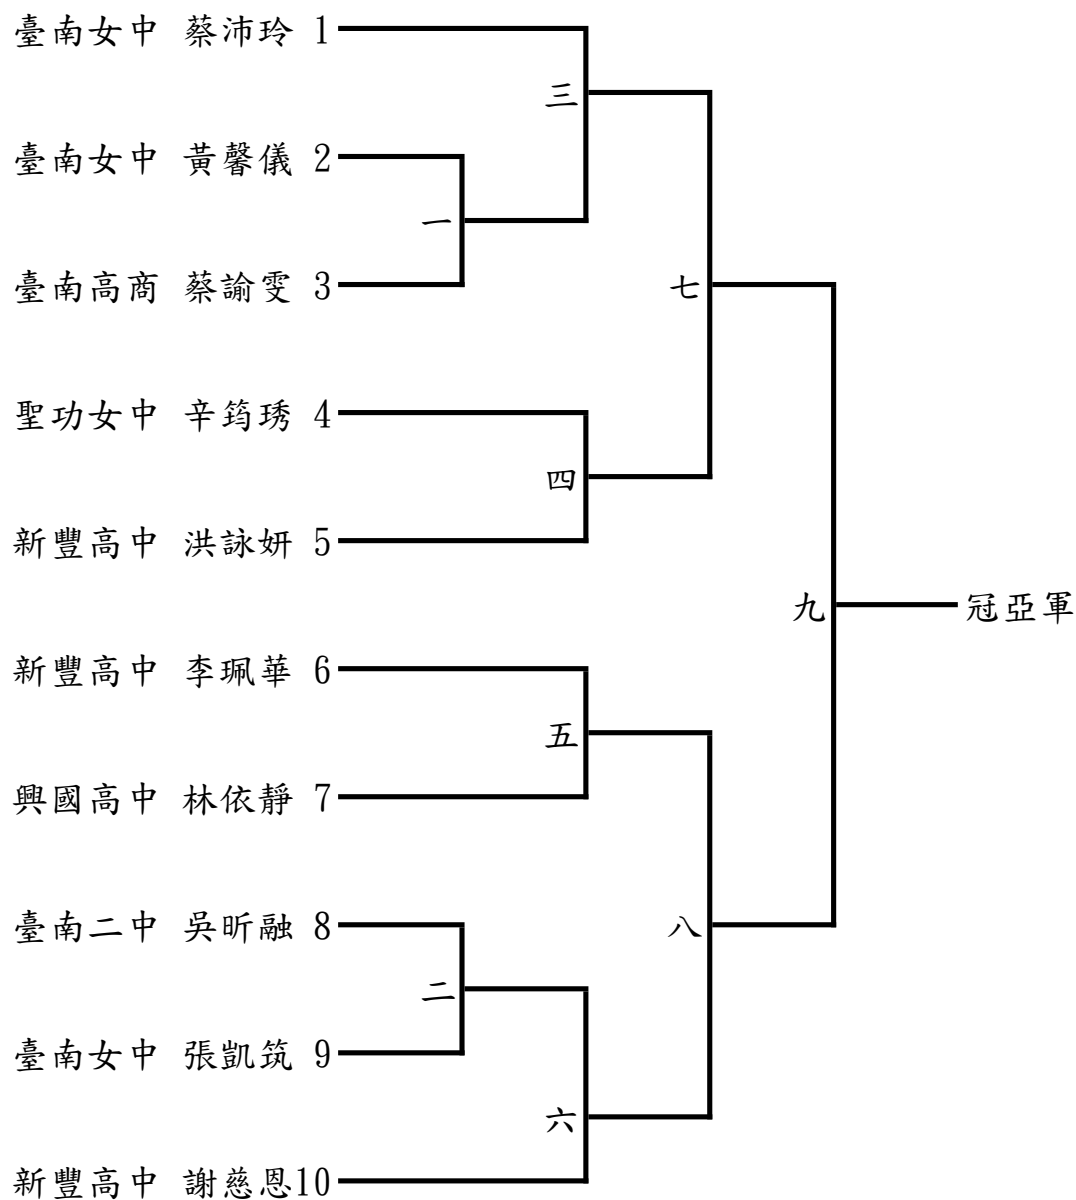 臺南女中 蔡沛玲 1
三
臺南女中 黃馨儀 2
一
臺南高商 蔡諭雯 3
七
聖功女中 辛筠琇 4
四
新豐高中 洪詠妍 5
九 冠亞軍
新豐高中 李珮華 6
五
興國高中 林依靜 7
臺南二中 吳昕融 8
八
二
臺南女中 張凱筑 9
六
新豐高中 謝慈恩10